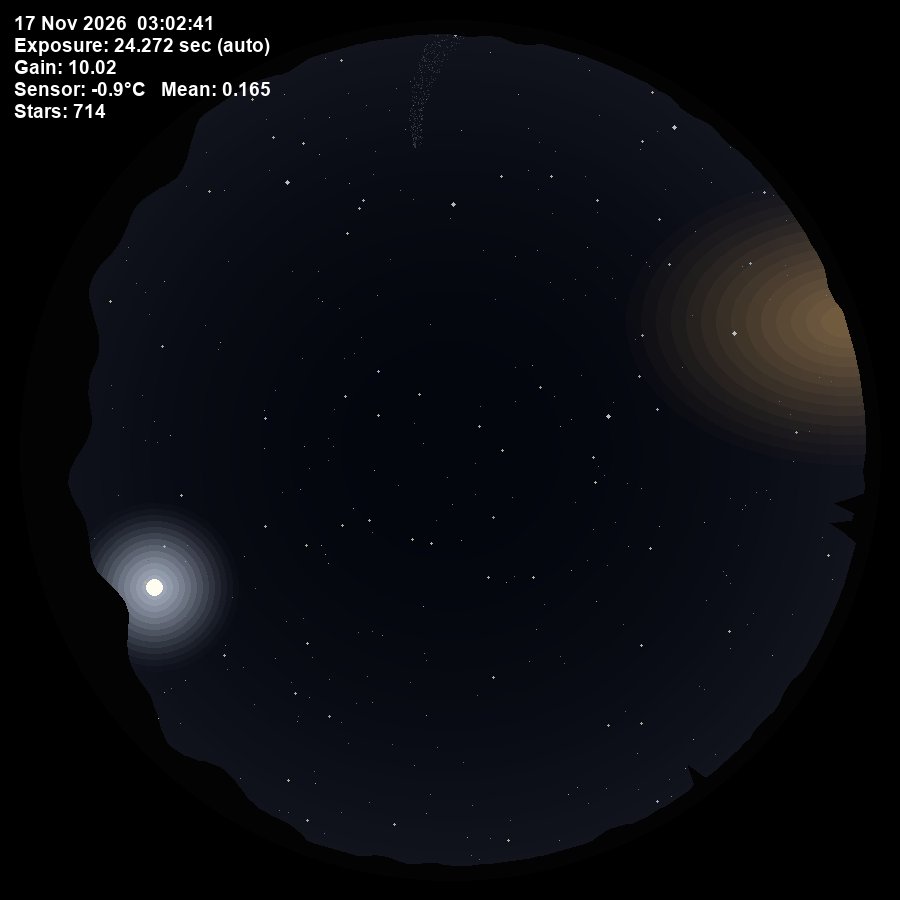 17 Nov 2026 03:02:41
Exposure: 24.272 sec (auto)
Gain: 10.02
Sensor: -0.9°C Mean: 0.165
Stars: 714